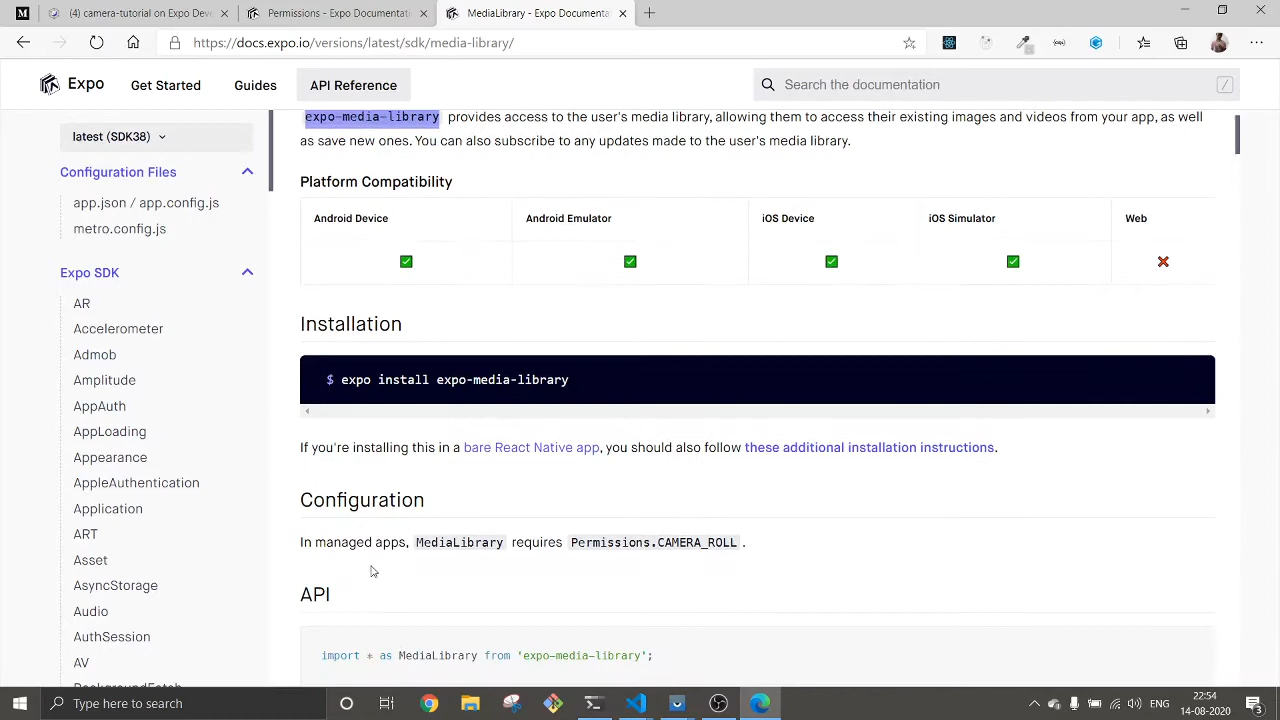 M
(4) camera-tutorial on Expo Dev
Permissions - Expo Documentati
MediaLibrary - Expo Documenta
https://docs.expo.io/versions/latest/sdk/media-library/
Expo
Get Started
Guides
API Reference
Search the documentation
/
latest (SDK38)
Configuration Files
app.json / app.config.js
metro.config.js
Expo SDK
AR
Accelerometer
Admob
Amplitude
AppAuth
AppLoading
Appearance
AppleAuthentication
Application
ART
Asset
AsyncStorage
Audio
AuthSession
AV
BackgroundFetch
expo-media-library provides access to the user's media library, allowing them to access their existing images and videos from your app, as well
as save new ones. You can also subscribe to any updates made to the user's media library.
Platform Compatibility
Android Device Android Emulator iOS Device iOS Simulator Web
Installation
$ expo install expo-media-library
If you're installing this in a bare React Native app, you should also follow these additional installation instructions.
Configuration
In managed apps, MediaLibrary requires Permissions.CAMERA_ROLL.
API
import * as MediaLibrary from 'expo-media-library';
Type here to search
ENG
22:54
14-08-2020
3